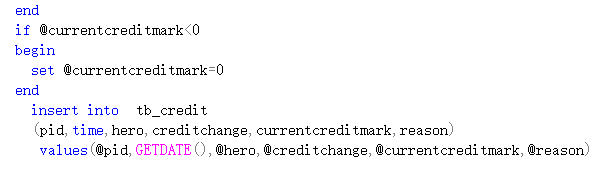 end
if @currentcreditmark<0
begin
set @currentcreditmark=0
end
insert into  tb_credit
(pid,time,hero,creditchange,currentcreditmark,reason)
values(@pid,GETDATE(),@hero,@creditchange,@currentcreditmark,@reason)